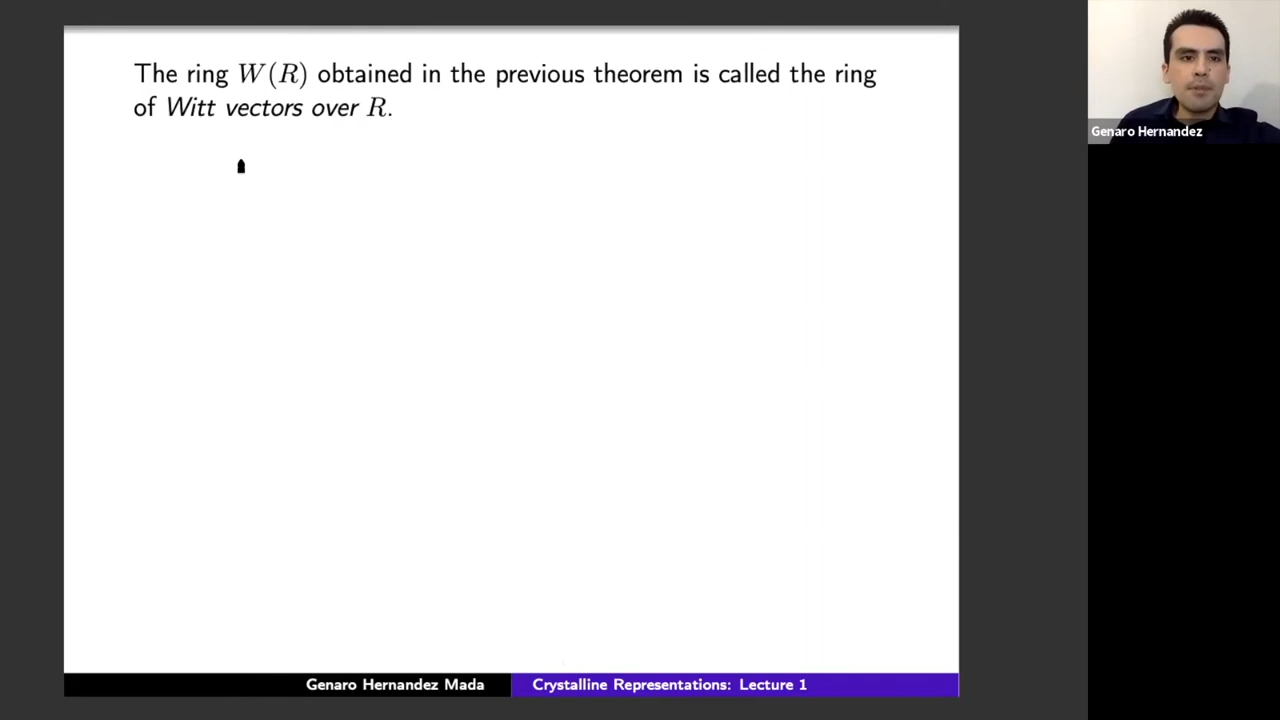 The ring W(R) obtained in the previous theorem is called the ring
of Witt vectors over R.
Genaro Hernandez
Genaro Hernandez Mada
Crystalline Representations: Lecture 1